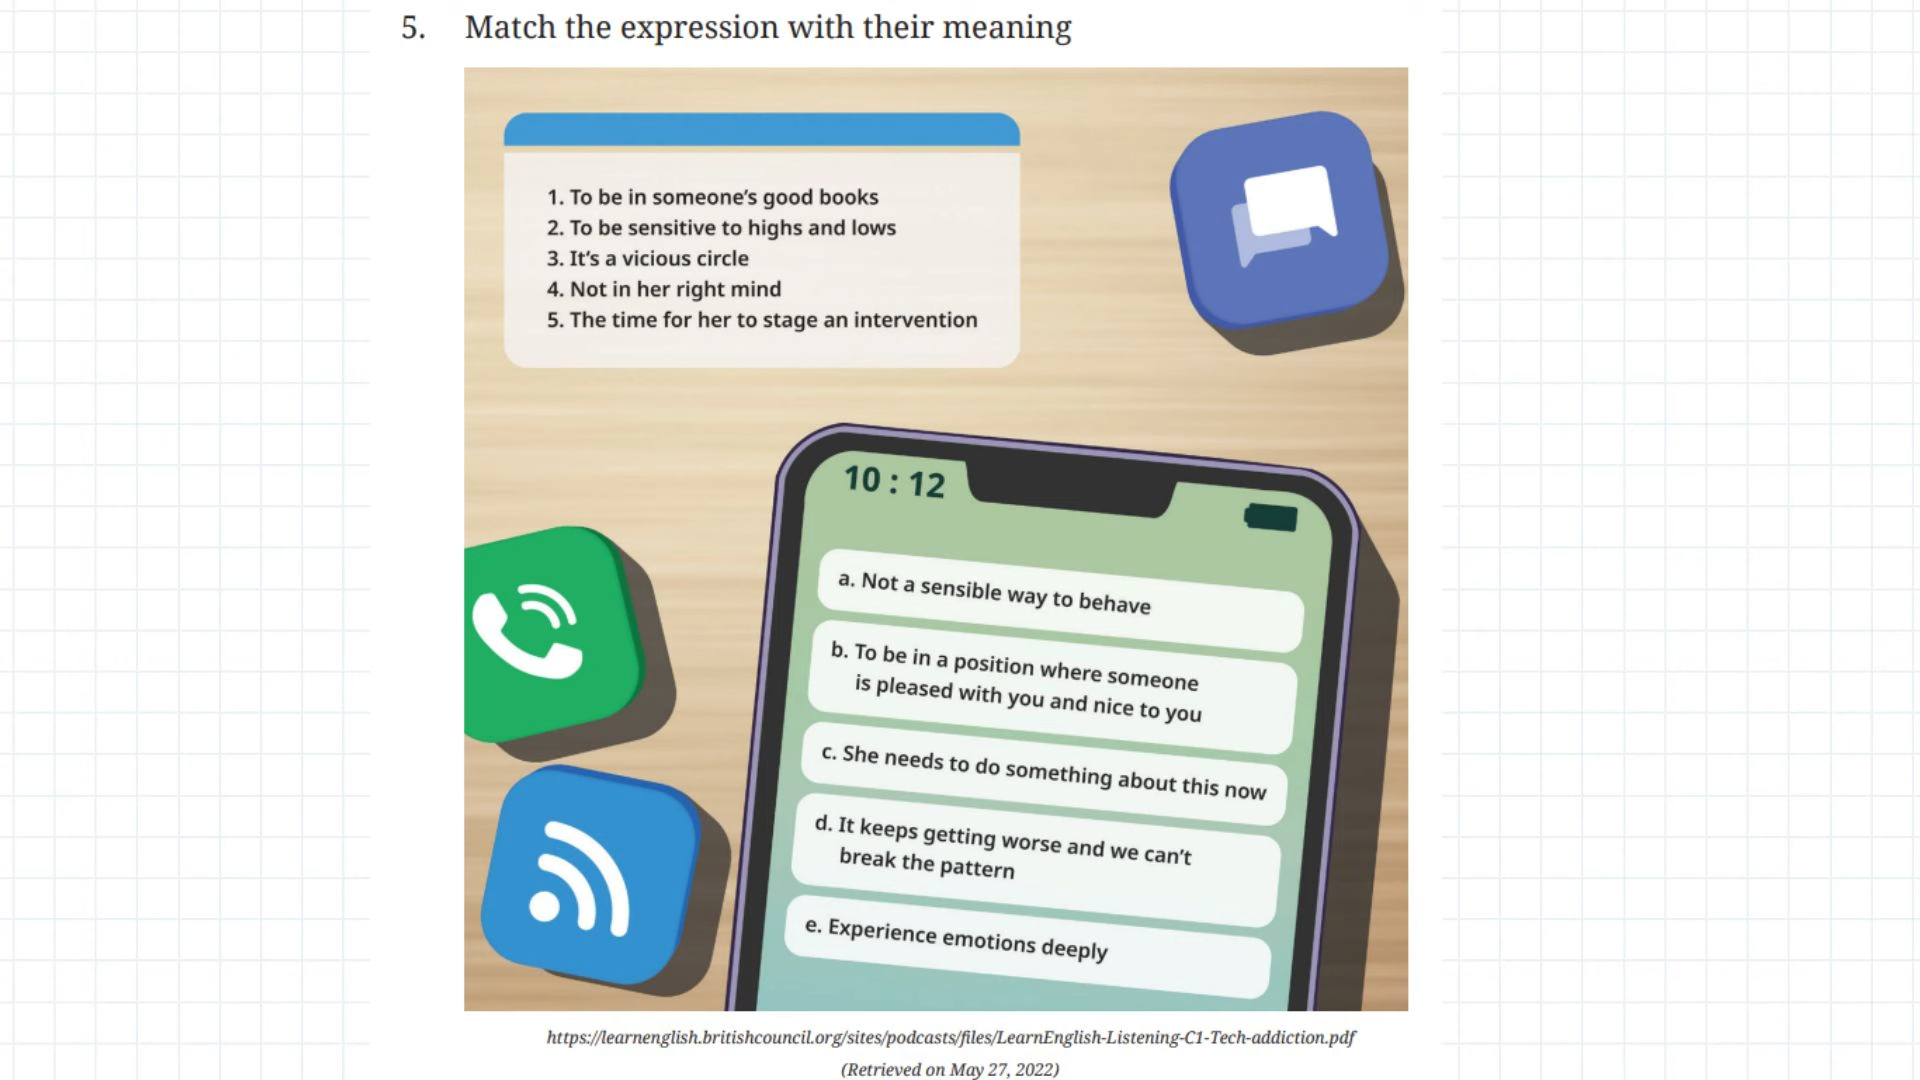 5. Match the expression with their meaning
1. To be in someone's good books
2. To be sensitive to highs and lows
3. It's a vicious circle
4. Not in her right mind
5. The time for her to stage an intervention
10 : 12
a. Not a sensible way to behave
b. To be in a position where someone
is pleased with you and nice to you
c. She needs to do something about this now
d. It keeps getting worse and we can't
break the pattern
e. Experience emotions deeply
https://learnenglish.britishcouncil.org/sites/podcasts/files/LearnEnglish-Listening-C1-Tech-addiction.pdf
(Retrieved on May 27, 2022)